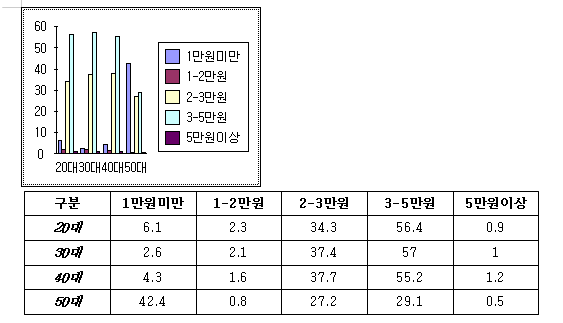 60
50
40
30
20
10
0
20대 30대 40대 50대
1만원미만
1-2만원
2-3만원
3-5만원
5만원이상
구분 1만원미만 1-2만원 2-3만원 3-5만원 5만원이상
20대 6.1 2.3 34.3 56.4 0.9
30대 2.6 2.1 37.4 57 1
40대 4.3 1.6 37.7 55.2 1.2
50대 42.4 0.8 27.2 29.1 0.5